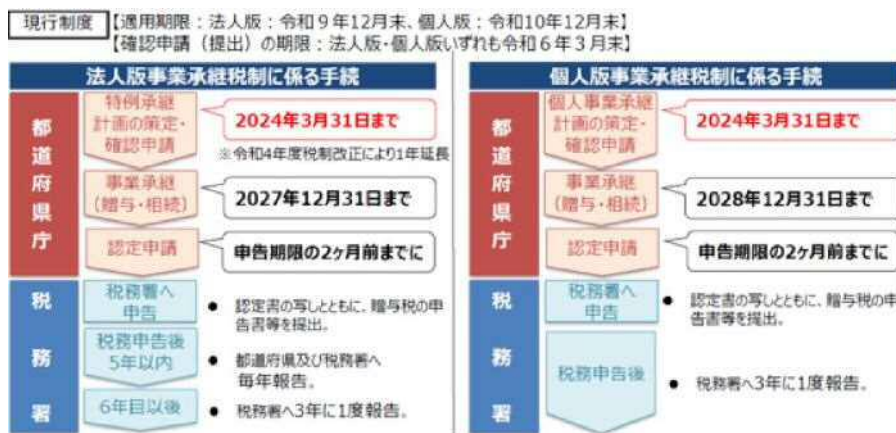 現行制度
【適用期限：法人版：令和９年12月末、個人版：令和10年12月末】
【確認申請（提出）の期限：法人版・個人版いずれも令和６年３月末】
法人版事業承継税制に係る手続
都道府県庁
特例承継
計画の策定・
確認申請
2024年3月31日まで
※令和4年度税制改正により1年延長
事業承継
(贈与・相続)
2027年12月31日まで
認定申請
申告期限の2ヶ月前までに
税務署
税務署へ
申告
● 認定書の写しとともに、贈与税の申
告書等を提出。
税務申告後
5年以内
● 都道府県及び税務署へ
毎年報告。
6年目以後
● 税務署へ3年に1度報告。
個人版事業承継税制に係る手続
都道府県庁
個人事業承継
計画の策定・
確認申請
2024年3月31日まで
事業承継
(贈与・相続)
2028年12月31日まで
認定申請
申告期限の2ヶ月前までに
税務署
税務署へ
申告
● 認定書の写しとともに、贈与税の申
告書等を提出。
税務申告後
● 税務署へ3年に1度報告。